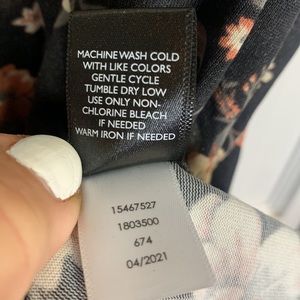 MACHINE WASH COLD
WITH LIKE COLORS
GENTLE CYCLE
TUMBLE DRY LOW
USE ONLY NON-
CHLORINE BLEACH
IF NEEDED
WARM IRON IF NEEDED
15467527
1803500
674
04/2021